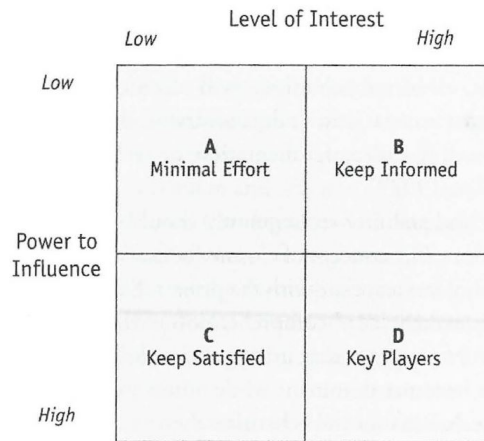 Level of Interest
Low High
Low
A B
Minimal Effort Keep Informed
Power to
Influence
C D
Keep Satisfied Key Players
High